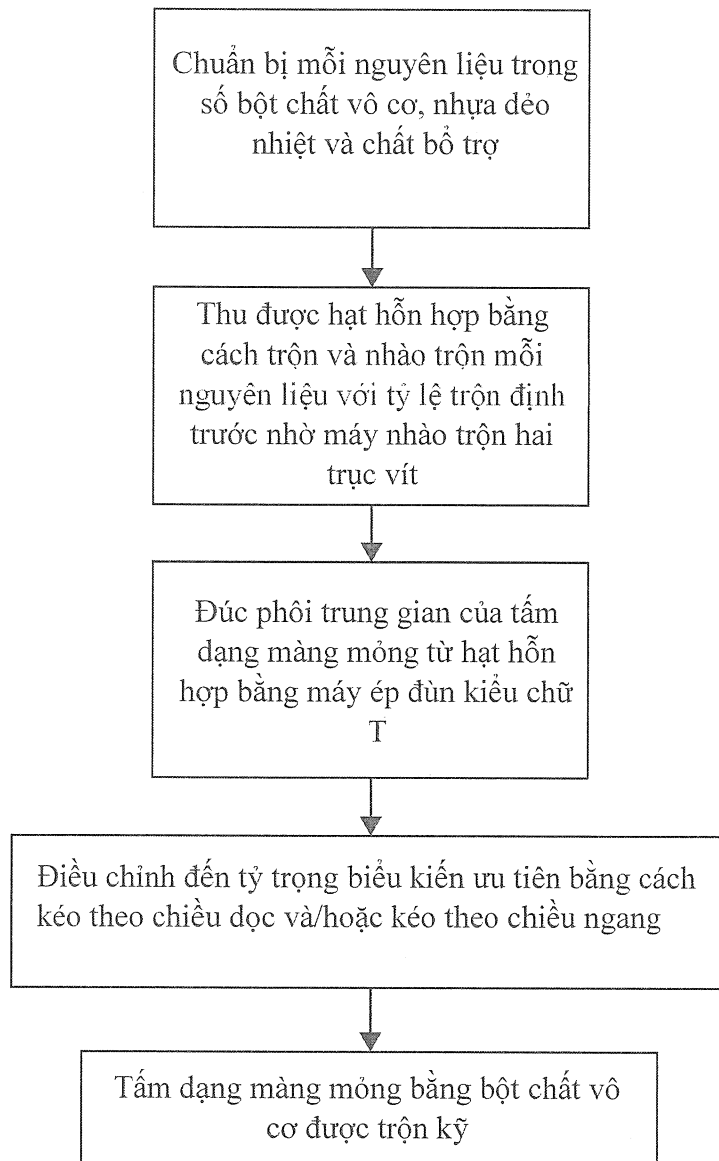 Chuẩn bị mỗi nguyên liệu trong
số bột chất vô cơ, nhựa dẻo
nhiệt và chất bổ trợ
Thu được hạt hỗn hợp bằng
cách trộn và nhào trộn mỗi
nguyên liệu với tỷ lệ trộn định
trước nhờ máy nhào trộn hai
trục vít
Đúc phôi trung gian của tấm
dạng màng mỏng từ hạt hỗn
hợp bằng máy ép đùn kiểu chữ
T
Điều chỉnh đến tỷ trọng biểu kiến ưu tiên bằng cách
kéo theo chiều dọc và/hoặc kéo theo chiều ngang
Tấm dạng màng mỏng bằng bột chất vô
cơ được trộn kỹ